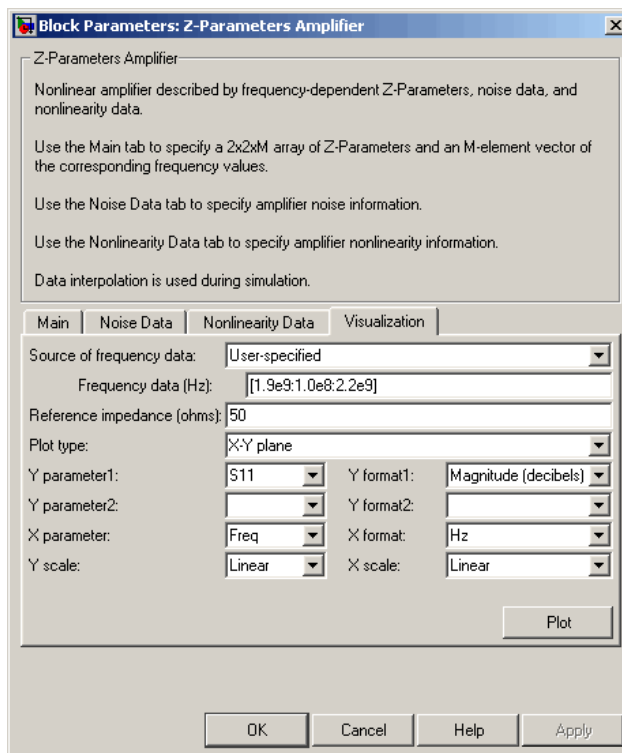 Block Parameters: Z-Parameters Amplifier
Z-Parameters Amplifier
Nonlinear amplifier described by frequency-dependent Z-Parameters, noise data, and
nonlinearity data.
Use the Main tab to specify a 2x2xM array of Z-Parameters and an M-element vector of
the corresponding frequency values.
Use the Noise Data tab to specify amplifier noise information.
Use the Nonlinearity Data tab to specify amplifier nonlinearity information.
Data interpolation is used during simulation.
Main Noise Data Nonlinearity Data Visualization
Source of frequency data: User-specified
Frequency data (Hz): [1.9e9:1.0e8:2.2e9]
Reference impedance (ohms): 50
Plot type: X-Y plane
Y parameter1: S11 Y format1: Magnitude (decibels)
Y parameter2: Y format2:
X parameter: Freq X format: Hz
Y scale: Linear X scale: Linear
Plot
OK Cancel Help Apply